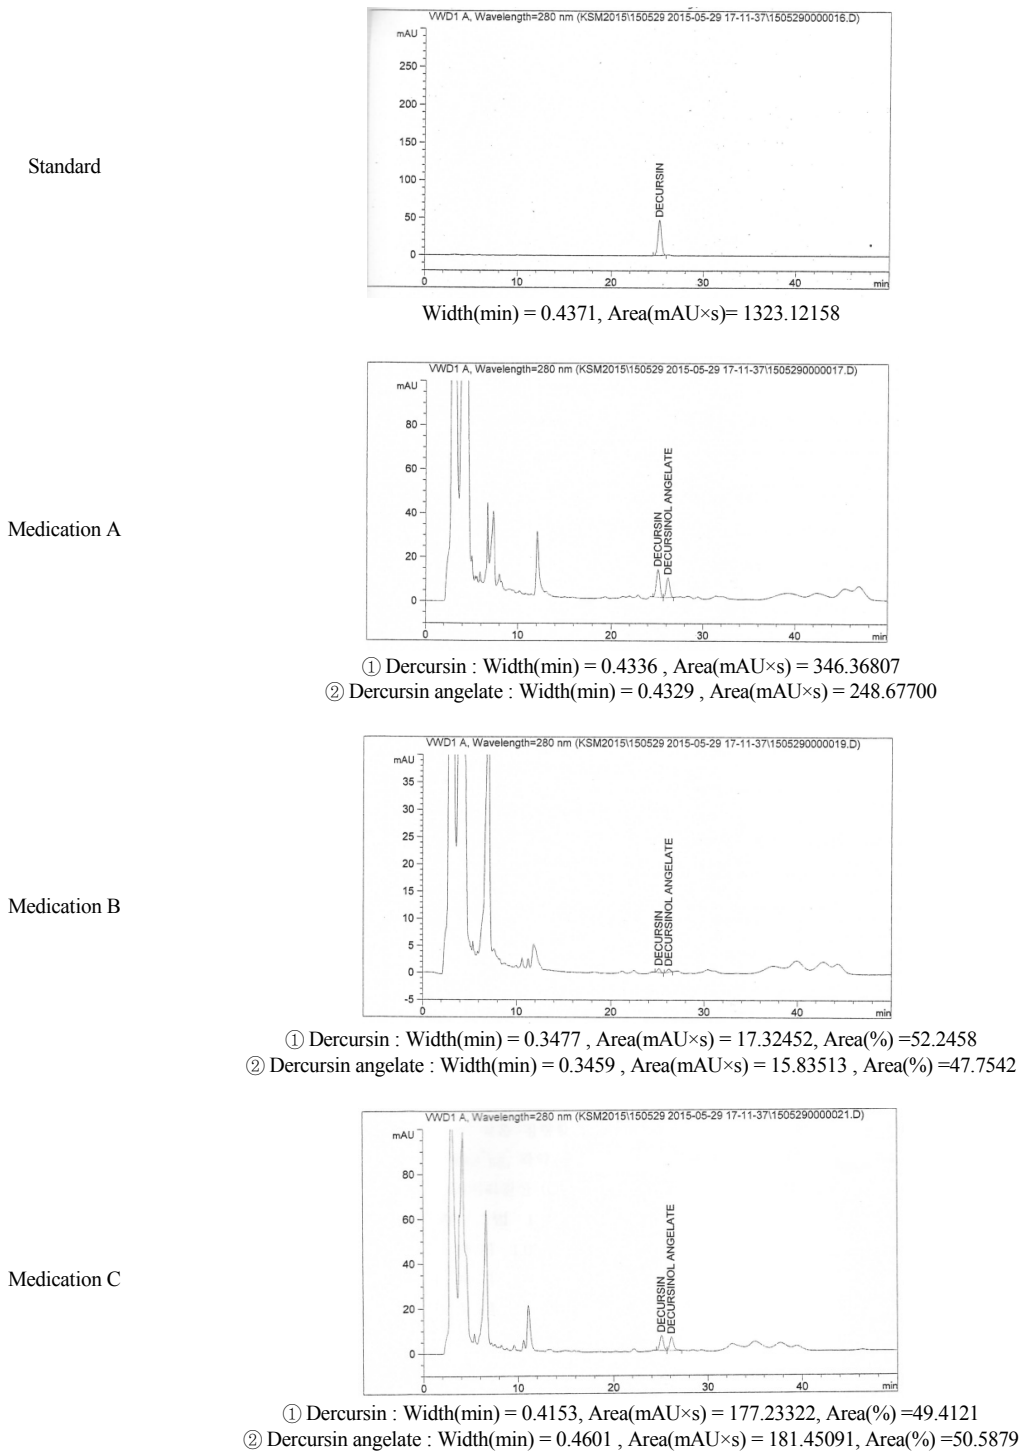 VWD1 A, Wavelength=280 nm (KSM2015\150529 2015-05-29 17-11-37\1505290000016.D)
mAU
250
200
150
100
50
0
DECURSIN
10
20
30
40
min
Standard
Width(min) = 0.4371, Area(mAU×s)= 1323.12158
VWD1 A, Wavelength=280 nm (KSM2015\150529 2015-05-29 17-11-37\1505290000017.D)
mAU
80
60
40
20
0
DECURSIN
DECURSINOL ANGELATE
0
10
20
30
40
min
Medication A
① Dercursin : Width(min) = 0.4336 , Area(mAU×s) = 346.36807
② Dercursin angelate : Width(min) = 0.4329 , Area(mAU×s) = 248.67700
VWD1 A, Wavelength=280 nm (KSM2015\150529 2015-05-29 17-11-37\1505290000019.D)
mAU
35
30
25
20
15
10
5
0
-5
DECURSIN
DECURSINOL ANGELATE
0
10
20
30
40
min
Medication B
① Dercursin : Width(min) = 0.3477 , Area(mAU×s) = 17.32452, Area(%) =52.2458
② Dercursin angelate : Width(min) = 0.3459 , Area(mAU×s) = 15.83513 , Area(%) =47.7542
VWD1 A, Wavelength=280 nm (KSM2015\150529 2015-05-29 17-11-37\1505290000021.D)
mAU
80
60
40
20
0
DECURSIN
DECURSINOL ANGELATE
0
10
20
30
40
min
Medication C
① Dercursin : Width(min) = 0.4153, Area(mAU×s) = 177.23322, Area(%) =49.4121
② Dercursin angelate : Width(min) = 0.4601 , Area(mAU×s) = 181.45091, Area(%) =50.5879